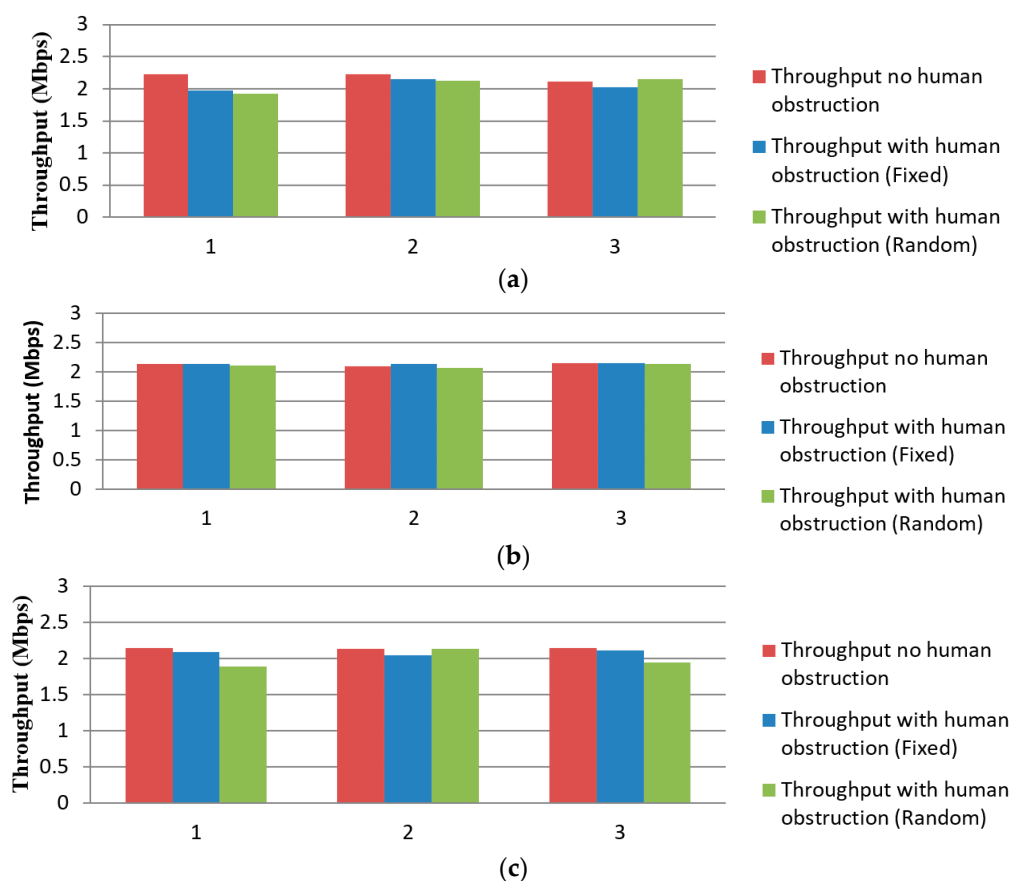 3
2.5
2
1.5
1
0.5
0
Throughput (Mbps)
1
2
3
Throughput no human
obstruction
Throughput with human
obstruction (Fixed)
Throughput with human
obstruction (Random)
(a)
3
2.5
2
1.5
1
0.5
0
Throughput (Mbps)
1
2
3
Throughput no human
obstruction
Throughput with human
obstruction (Fixed)
Throughput with human
obstruction (Random)
(b)
3
2.5
2
1.5
1
0.5
0
Throughput (Mbps)
1
2
3
Throughput no human
obstruction
Throughput with human
obstruction (Fixed)
Throughput with human
obstruction (Random)
(c)